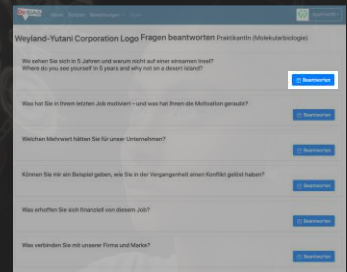 Weyland-Yutani Corporation Logo Fragen beantworten Praktikantin (Molekularbiologie)
Wo sehen Sie sich in 5 Jahren und warum nicht auf einer einsamen Insel?
Where do you see yourself in 5 years and why not on a desert island?
Beantworten
Was hat Sie in Ihrem letzten Job motiviert - und was hat Ihnen die Motivation geraubt?
Beantworten
Welchen Mehrwert hätten Sie für unser Unternehmen?
Beantworten
Können Sie mir ein Beispiel geben, wie Sie in der Vergangenheit einen Konflikt gelöst haben?
Beantworten
Was erhoffen Sie sich finanziell von diesem Job?
Beantworten
Was verbinden Sie mit unserer Firma und Marke?
Beantworten